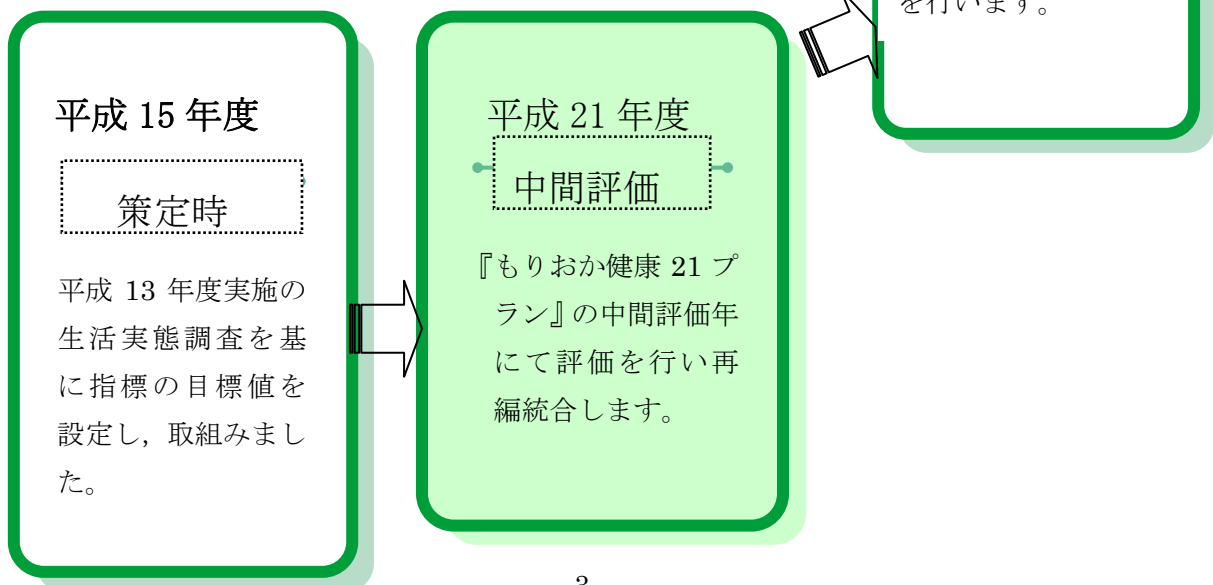 平成 15 年度
策定時
平成 13 年度実施の
生活実態調査を基
に指標の目標値を
設定し，取組みまし
た。
平成 21 年度
中間評価
『もりおか健康 21 プ
ラン』の中間評価年
にて評価を行い再
編統合します。
を行います。